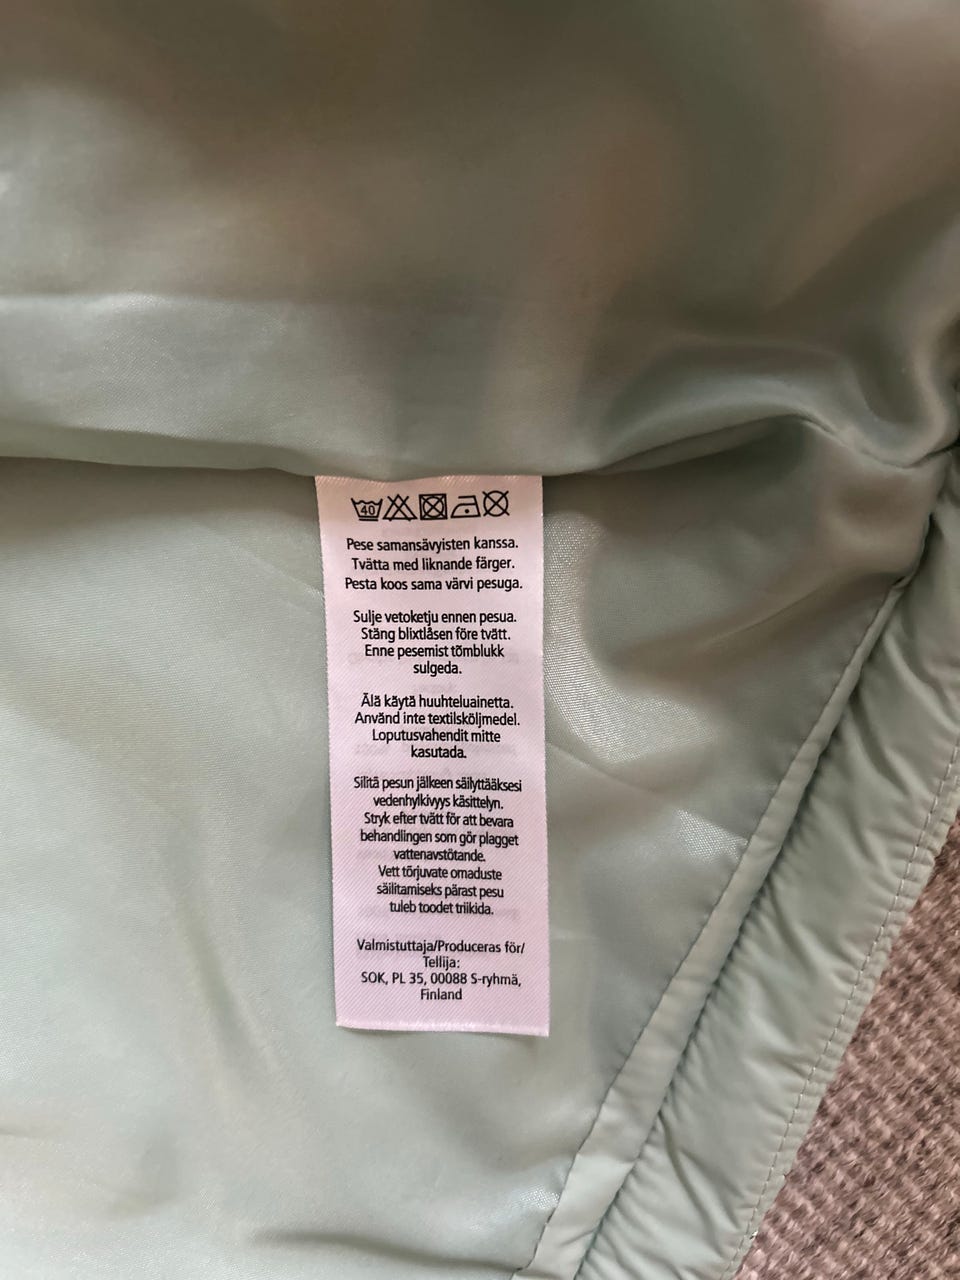 40
Pese samansävyisten kanssa.
Tvätta med liknande färger.
Pesta koos sama värvi pesuga.
Sulje vetoketju ennen pesua.
Stäng blixtlåsen före tvätt.
Enne pesemist tõmblukk
sulgeda.
Älä käytä huuhteluainetta.
Använd inte textilsköljmedel.
Loputusvahendit mitte
kasutada.
Silitä pesun jälkeen säilyttääksesi
vedenhylkivyys käsittelyn.
Stryk efter tvätt för att bevara
behandlingen som gör plagget
vattenavstötande.
Vett tõrjuvate omaduste
säilitamiseks pärast pesu
tuleb toodet triikida.
Valmistuttaja/Produceras för/
Tellija:
SOK, PL 35, 00088 S-ryhmä,
Finland